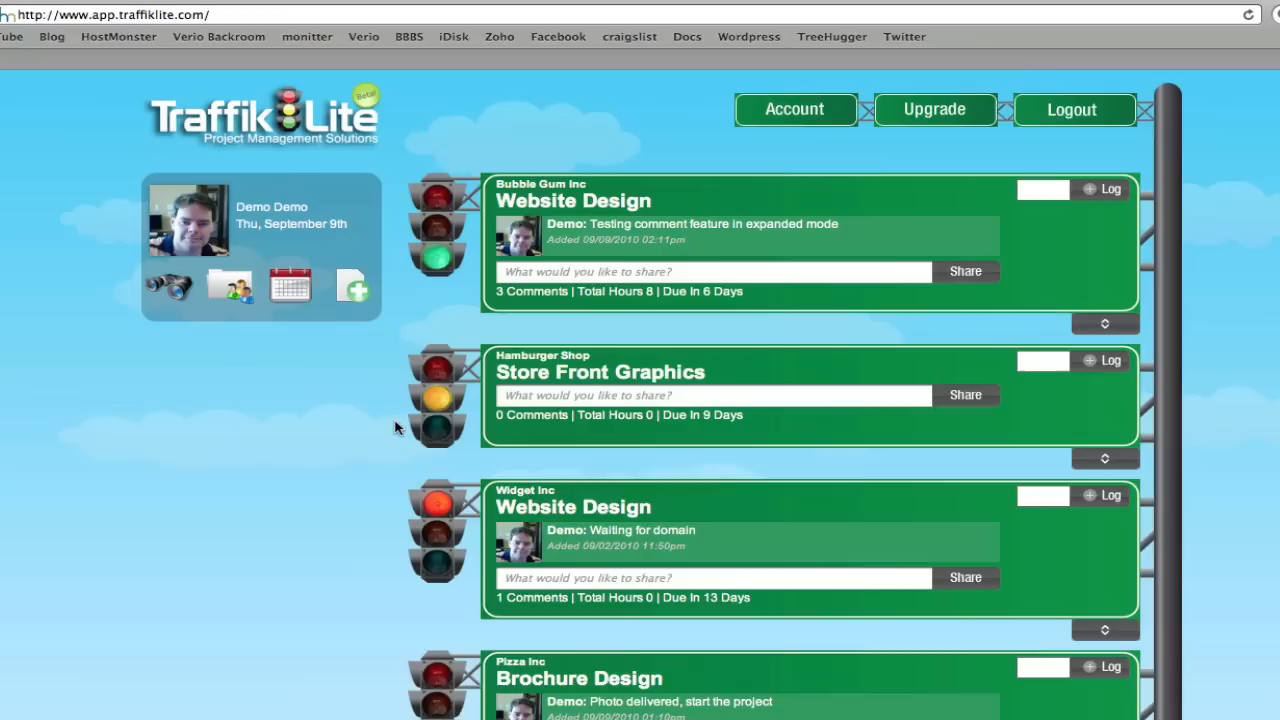 http://www.app.traffiklite.com/
Tube Blog HostMonster Verio Backroom monitter Verio BBBS iDisk Zoho Facebook craigslist Docs Wordpress TreeHugger Twitter
Traffik Lite Beta!
Project Management Solutions
Account Upgrade Logout
Demo Demo
Thu, September 9th
Bubble Gum Inc
Website Design
Log
Demo: Testing comment feature in expanded mode
Added 09/09/2010 02:11pm
What would you like to share? Share
3 Comments | Total Hours 8 | Due In 6 Days
Hamburger Shop
Store Front Graphics
Log
What would you like to share? Share
0 Comments | Total Hours 0 | Due In 9 Days
Widget Inc
Website Design
Log
Demo: Waiting for domain
Added 09/02/2010 11:50pm
What would you like to share? Share
1 Comments | Total Hours 0 | Due In 13 Days
Pizza Inc
Brochure Design
Log
Demo: Photo delivered, start the project
Added 09/09/2010 01:10pm